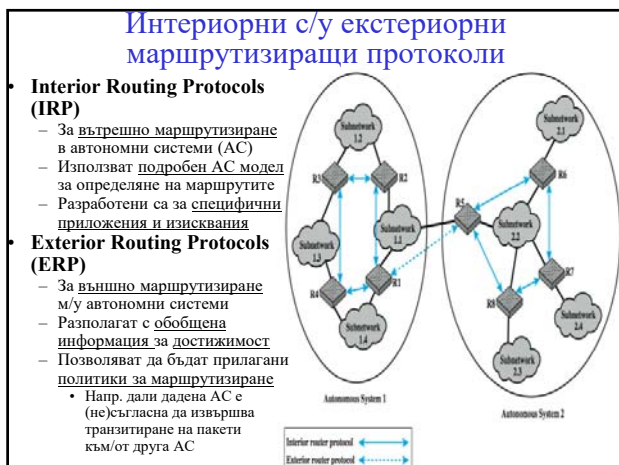 Интериорни с/у екстериорни
маршрутизиращи протоколи
• Interior Routing Protocols
(IRP)
– За вътрешно маршрутизиране
в автономни системи (АС)
– Използват подробен АС модел
за определяне на маршрутите
– Разработени са за специфични
приложения и изисквания
• Exterior Routing Protocols
(ERP)
– За външно маршрутизиране
м/у автономни системи
– Разполагат с обобщена
информация за достижимост
– Позволяват да бъдат прилагани
политики за маршрутизиране
• Напр. дали дадена АС е
(не)съгласна да извършва
транзитиране на пакети
към/от друга АС
Subnetwork
1.2
R3
R2
Subnetwork
1.3
Subnetwork
1.1
R4
R1
Subnetwork
1.4
Autonomous System 1
Subnetwork
2.1
R6
R5
Subnetwork
2.2
R7
R8
Subnetwork
2.4
Subnetwork
2.3
Autonomous System 2
Interior router protocol
Exterior router protocol